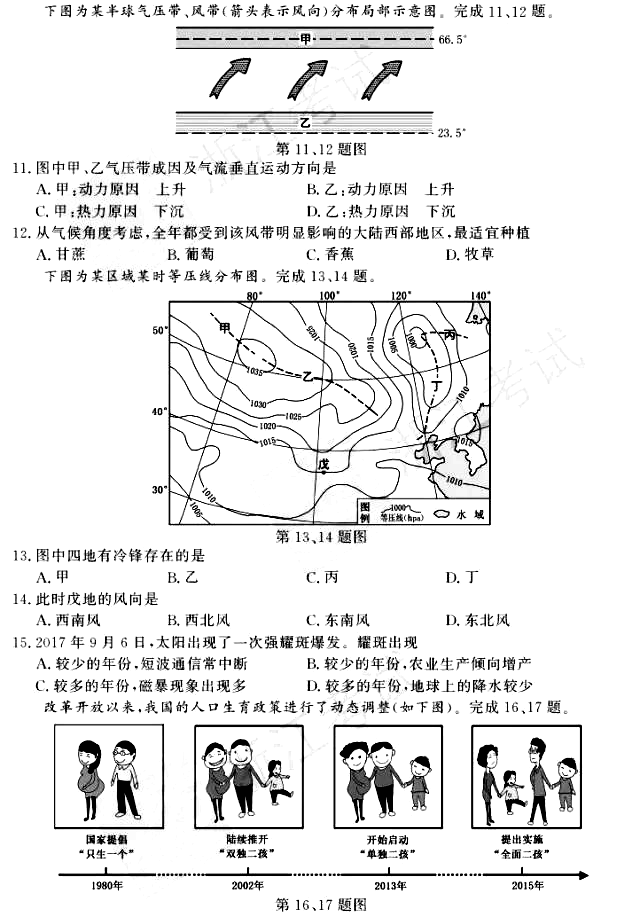 下图为某半球气压带、风带(箭头表示风向)分布局部示意图。完成11、12题。
甲
66.5°
乙
23.5°
第11、12题图
11.图中甲、乙气压带成因及气流垂直运动方向是
A.甲:动力原因 上升 B.乙:动力原因 上升
C.甲:热力原因 下沉 D.乙:热力原因 下沉
12.从气候角度考虑,全年都受到该风带明显影响的大陆西部地区,最适宜种植
A.甘蔗 B.葡萄 C.香蕉 D.牧草
下图为某区域某时等压线分布图。完成13、14题。
80° 100° 120° 140°
50°
40°
30°
甲
乙
丙
丁
戊
1035
1030
1025
1020
1015
1025
1020
1015
1005
1000
1010
1015
1010
1010
图例
1000 等压线(hpa)
水域
第13、14题图
13.图中四地有冷锋存在的是
A.甲 B.乙 C.丙 D.丁
14.此时戊地的风向是
A.西南风 B.西北风 C.东南风 D.东北风
15.2017年9月6日,太阳出现了一次强耀斑爆发。耀斑出现
A.较少的年份,短波通信常中断 B.较少的年份,农业生产倾向增产
C.较多的年份,磁暴现象出现多 D.较多的年份,地球上的降水较少
改革开放以来,我国的人口生育政策进行了动态调整(如下图)。完成16、17题。
国家提倡 陆续推开 开始启动 提出实施
“只生一个” “双独二孩” “单独二孩” “全面二孩”
1980年 2002年 2013年 2015年
第16、17题图